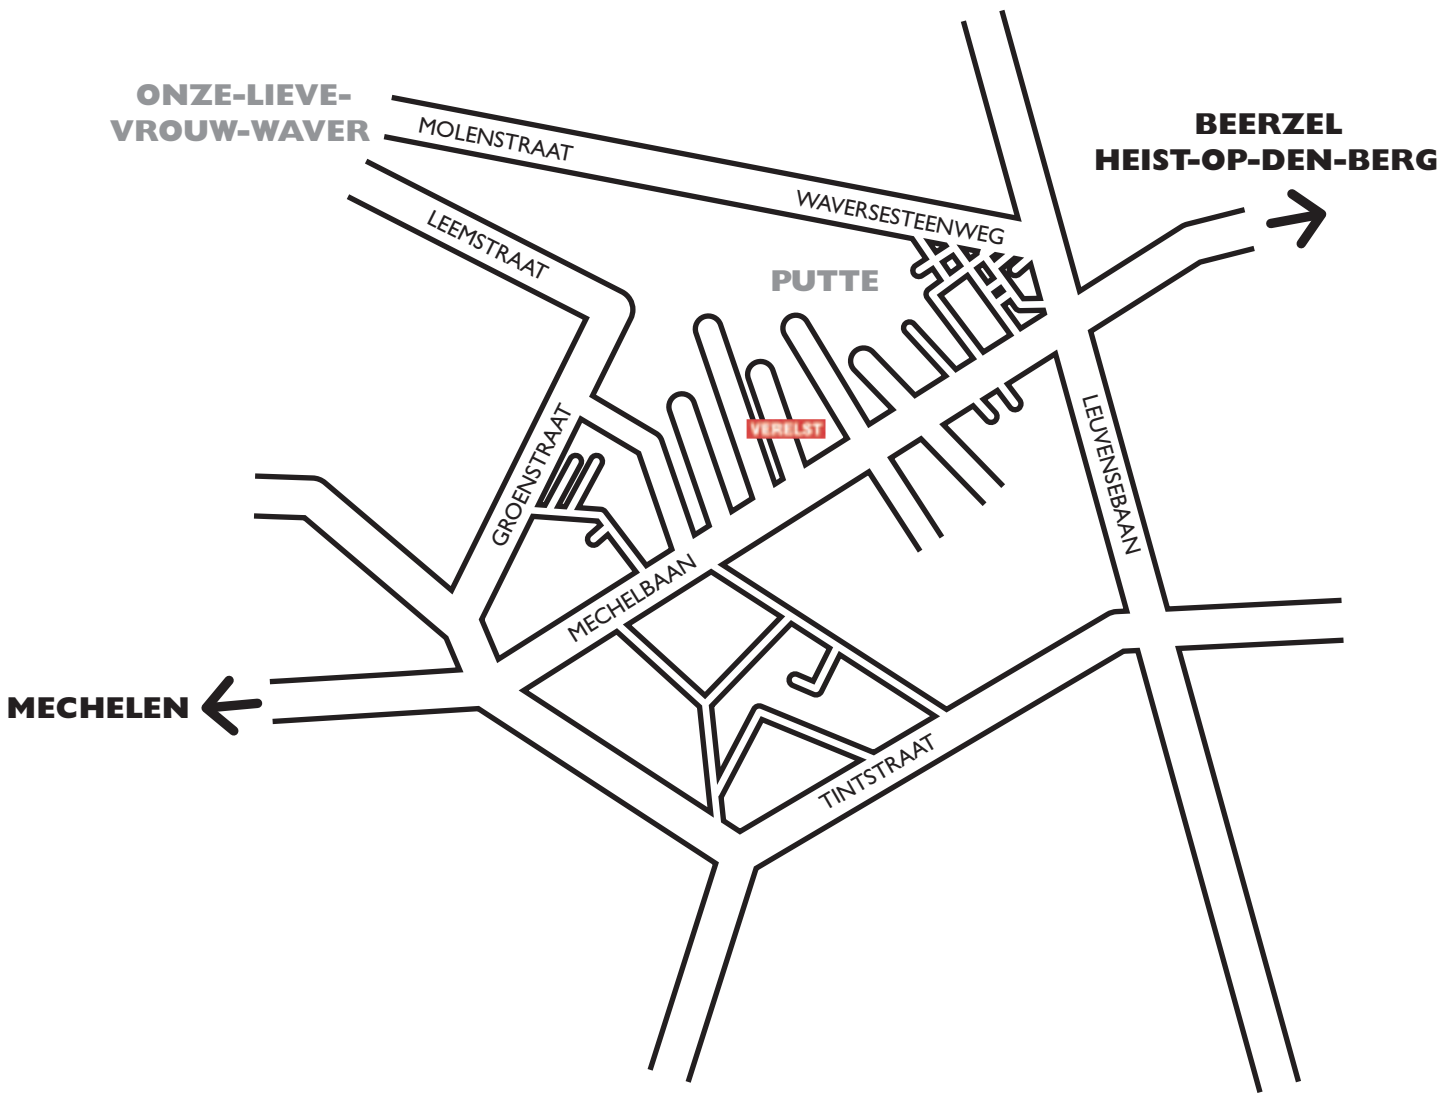 ONZE-LIEVE-
VROUW-WAVER
MOLENSTRAAT
BEERZEL
HEIST-OP-DEN-BERG
WAVERSESTEENWEG
LEEMSTRAAT
PUTTE
VERELST
GROENSTRAAT
LEUVENSEBAAN
MECHELBAAN
MECHELEN
TINTSTRAAT